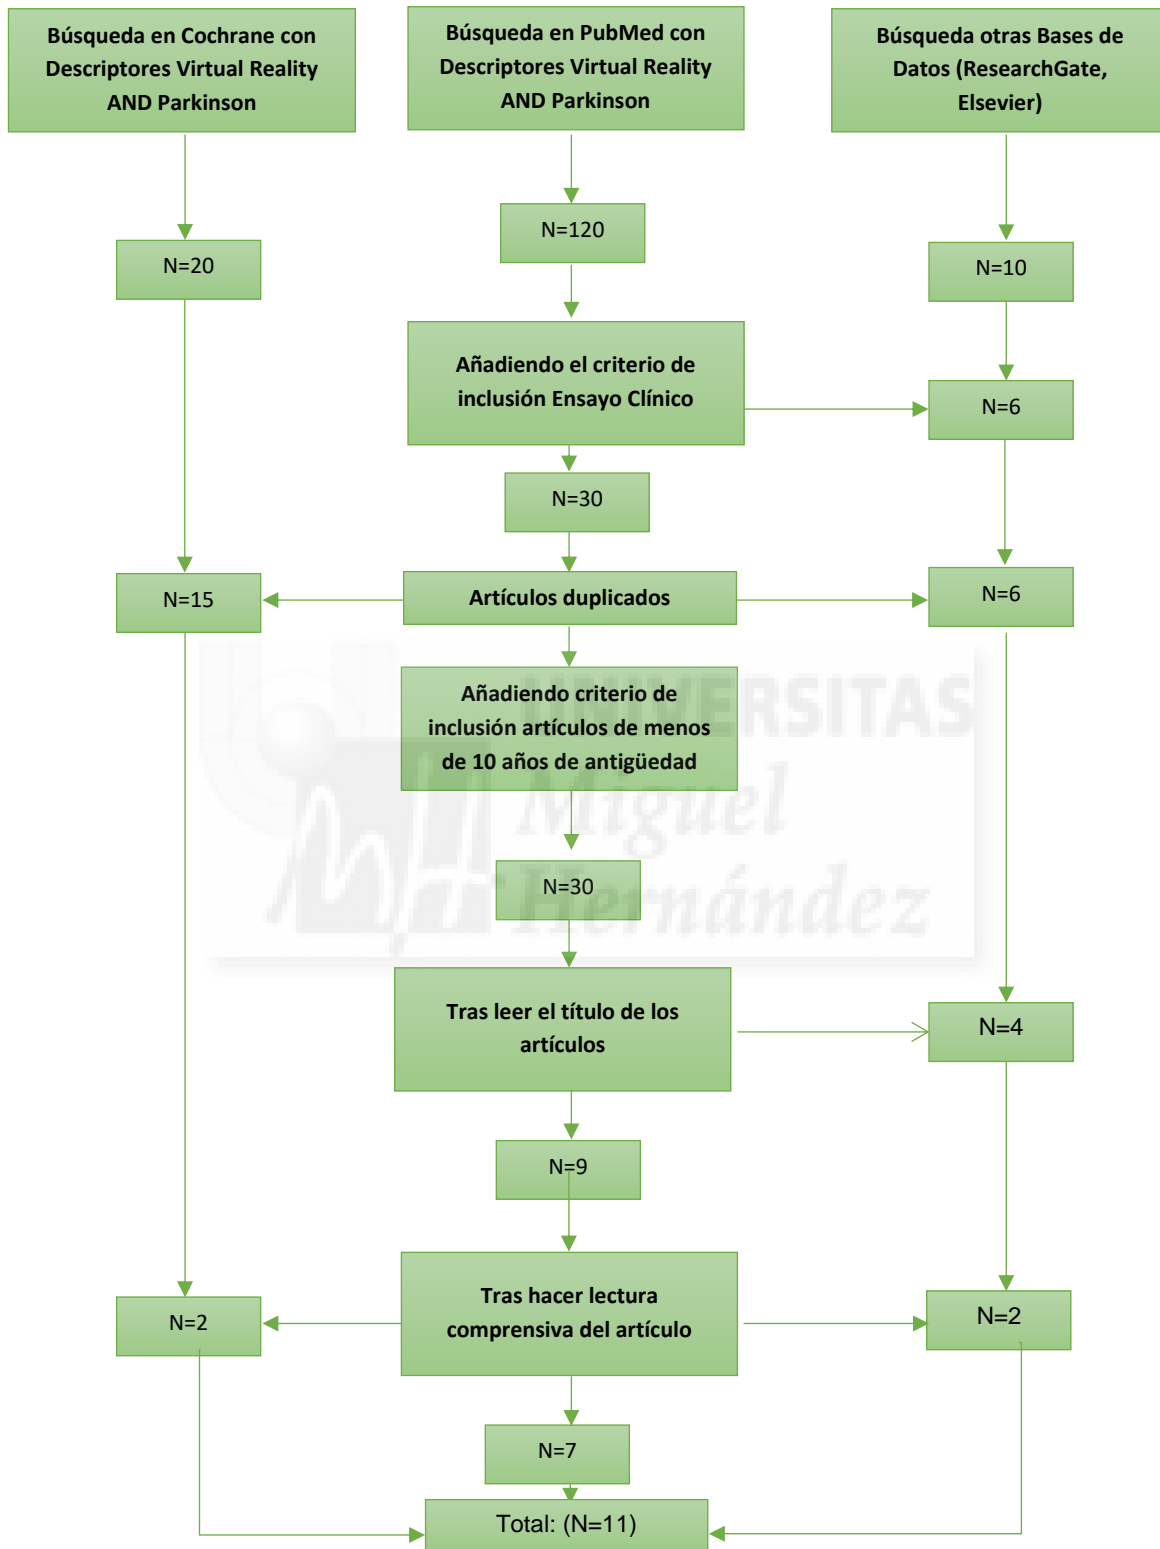 Búsqueda en Cochrane con
Descriptores Virtual Reality
AND Parkinson
Búsqueda en PubMed con
Descriptores Virtual Reality
AND Parkinson
Búsqueda otras Bases de
Datos (ResearchGate,
Elsevier)
N=120
N=20
N=10
Añadiendo el criterio de
inclusión Ensayo Clínico
N=6
N=30
N=15
Artículos duplicados
N=6
Añadiendo criterio de
inclusión artículos de menos
de 10 años de antigüedad
UNIVERSITAS
Miguel
Hernández
N=30
Tras leer el título de los
artículos
N=4
N=9
Tras hacer lectura
comprensiva del artículo
N=2
N=2
N=7
Total: (N=11)